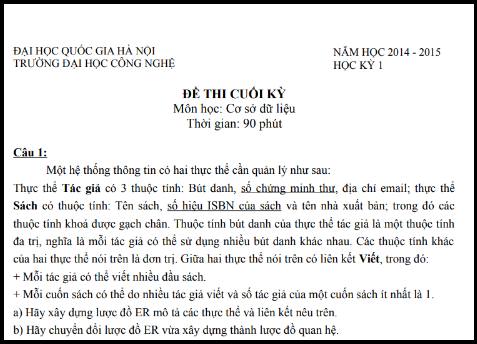 ĐẠI HỌC QUỐC GIA HÀ NỘI
TRƯỜNG ĐẠI HỌC CÔNG NGHỆ
NĂM HỌC 2014 - 2015
HỌC KỲ 1
ĐỀ THI CUỐI KỲ
Môn học: Cơ sở dữ liệu
Thời gian: 90 phút
Câu 1:
Một hệ thống thông tin có hai thực thể cần quản lý như sau:
Thực thể Tác giả có 3 thuộc tính: Bút danh, số chứng minh thư, địa chỉ email; thực thể
Sách có thuộc tính: Tên sách, số hiệu ISBN của sách và tên nhà xuất bản; trong đó các
thuộc tính khoá được gạch chân. Thuộc tính bút danh của thực thể tác giả là một thuộc tính
đa trị, nghĩa là mỗi tác giả có thể sử dụng nhiều bút danh khác nhau. Các thuộc tính khác
của hai thực thể nói trên là đơn trị. Giữa hai thực thể nói trên có liên kết Viết, trong đó:
+ Mỗi tác giả có thể viết nhiều đầu sách.
+ Mỗi cuốn sách có thể do nhiều tác giả viết và số tác giả của một cuốn sách ít nhất là 1.
a) Hãy xây dựng lược đồ ER mô tả các thực thể và liên kết nêu trên.
b) Hãy chuyển đổi lược đồ ER vừa xây dựng thành lược đồ quan hệ.